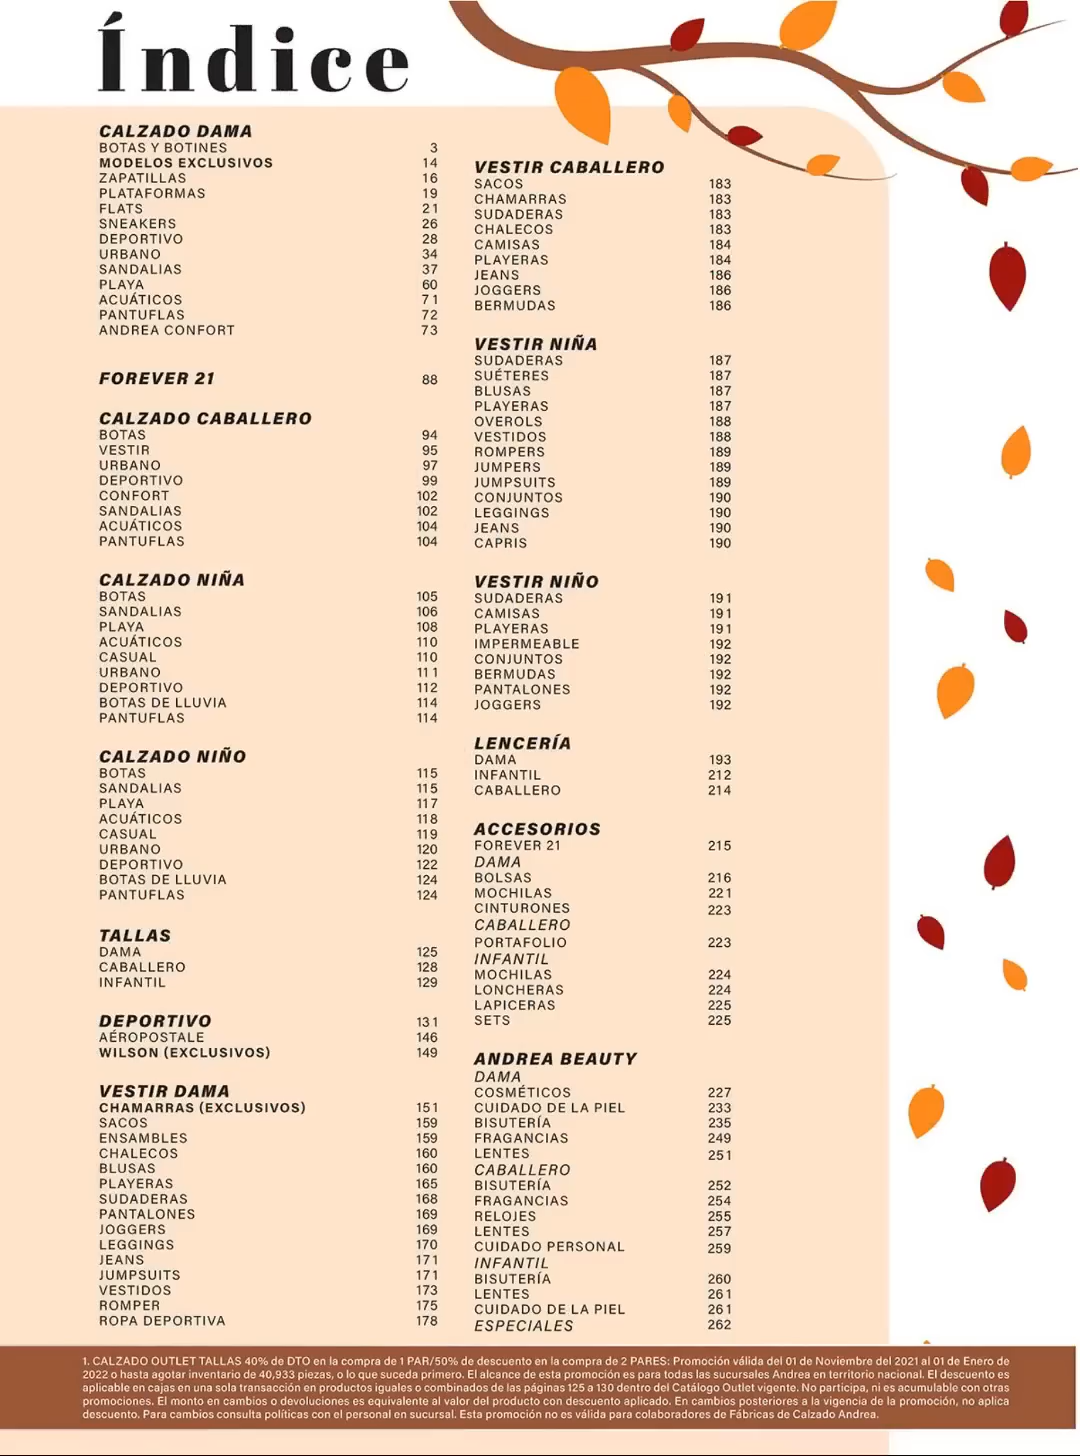 Índice
CALZADO DAMA
BOTAS Y BOTINES 3
MODELOS EXCLUSIVOS 14
ZAPATILLAS 16
PLATAFORMAS 19
FLATS 21
SNEAKERS 26
DEPORTIVO 28
URBANO 34
SANDALIAS 37
PLAYA 60
ACUÁTICOS 71
PANTUFLAS 72
ANDREA CONFORT 73
FOREVER 21 88
CALZADO CABALLERO
BOTAS 94
VESTIR 95
URBANO 97
DEPORTIVO 99
CONFORT 102
SANDALIAS 102
ACUÁTICOS 104
PANTUFLAS 104
CALZADO NIÑA
BOTAS 105
SANDALIAS 106
PLAYA 108
ACUÁTICOS 110
CASUAL 110
URBANO 111
DEPORTIVO 112
BOTAS DE LLUVIA 114
PANTUFLAS 114
CALZADO NIÑO
BOTAS 115
SANDALIAS 115
PLAYA 117
ACUÁTICOS 118
CASUAL 119
URBANO 120
DEPORTIVO 122
BOTAS DE LLUVIA 124
PANTUFLAS 124
TALLAS
DAMA 125
CABALLERO 128
INFANTIL 129
DEPORTIVO 131
AÉROPOSTALE 146
WILSON (EXCLUSIVOS) 149
VESTIR DAMA
CHAMARRAS (EXCLUSIVOS) 151
SACOS 159
ENSAMBLES 159
CHALECOS 160
BLUSAS 160
PLAYERAS 165
SUDADERAS 168
PANTALONES 169
JOGGERS 169
LEGGINGS 170
JEANS 171
JUMPSUITS 171
VESTIDOS 173
ROMPER 175
ROPA DEPORTIVA 178
VESTIR CABALLERO
SACOS 183
CHAMARRAS 183
SUDADERAS 183
CHALECOS 183
CAMISAS 184
PLAYERAS 184
JEANS 186
JOGGERS 186
BERMUDAS 186
VESTIR NIÑA
SUDADERAS 187
SUÉTERES 187
BLUSAS 187
PLAYERAS 187
OVEROLS 188
VESTIDOS 188
ROMPERS 189
JUMPERS 189
JUMPSUITS 189
CONJUNTOS 190
LEGGINGS 190
JEANS 190
CAPRIS 190
VESTIR NIÑO
SUDADERAS 191
CAMISAS 191
PLAYERAS 191
IMPERMEABLE 192
CONJUNTOS 192
BERMUDAS 192
PANTALONES 192
JOGGERS 192
LENCERÍA
DAMA 193
INFANTIL 212
CABALLERO 214
ACCESORIOS
FOREVER 21 215
DAMA
BOLSAS 216
MOCHILAS 221
CINTURONES 223
CABALLERO
PORTAFOLIO 223
INFANTIL
MOCHILAS 224
LONCHERAS 224
LAPICERAS 225
SETS 225
ANDREA BEAUTY
DAMA
COSMÉTICOS 227
CUIDADO DE LA PIEL 233
BISUTERÍA 235
FRAGANCIAS 249
LENTES 251
CABALLERO
BISUTERÍA 252
FRAGANCIAS 254
RELOJES 255
LENTES 257
CUIDADO PERSONAL 259
INFANTIL
BISUTERÍA 260
LENTES 261
CUIDADO DE LA PIEL 261
ESPECIALES 262
1. CALZADO OUTLET TALLAS 40% de DTO en la compra de 1 PAR/50% de descuento en la compra de 2 PARES: Promoción válida del 01 de Noviembre del 2021 al 01 de Enero de
2022 o hasta agotar inventario de 40,933 piezas, o lo que suceda primero. El alcance de esta promoción es para todas las sucursales Andrea en territorio nacional. El descuento es
aplicable en cajas en una sola transacción en productos iguales o combinados de las páginas 125 a 130 dentro del Catálogo Outlet vigente. No participa, ni es acumulable con otras
promociones. El monto en cambios o devoluciones es equivalente al valor del producto con descuento aplicado. En cambios posteriores a la vigencia de la promoción, no aplica
descuento. Para cambios consulta políticas con el personal en sucursal. Esta promoción no es válida para colaboradores de Fábricas de Calzado Andrea.